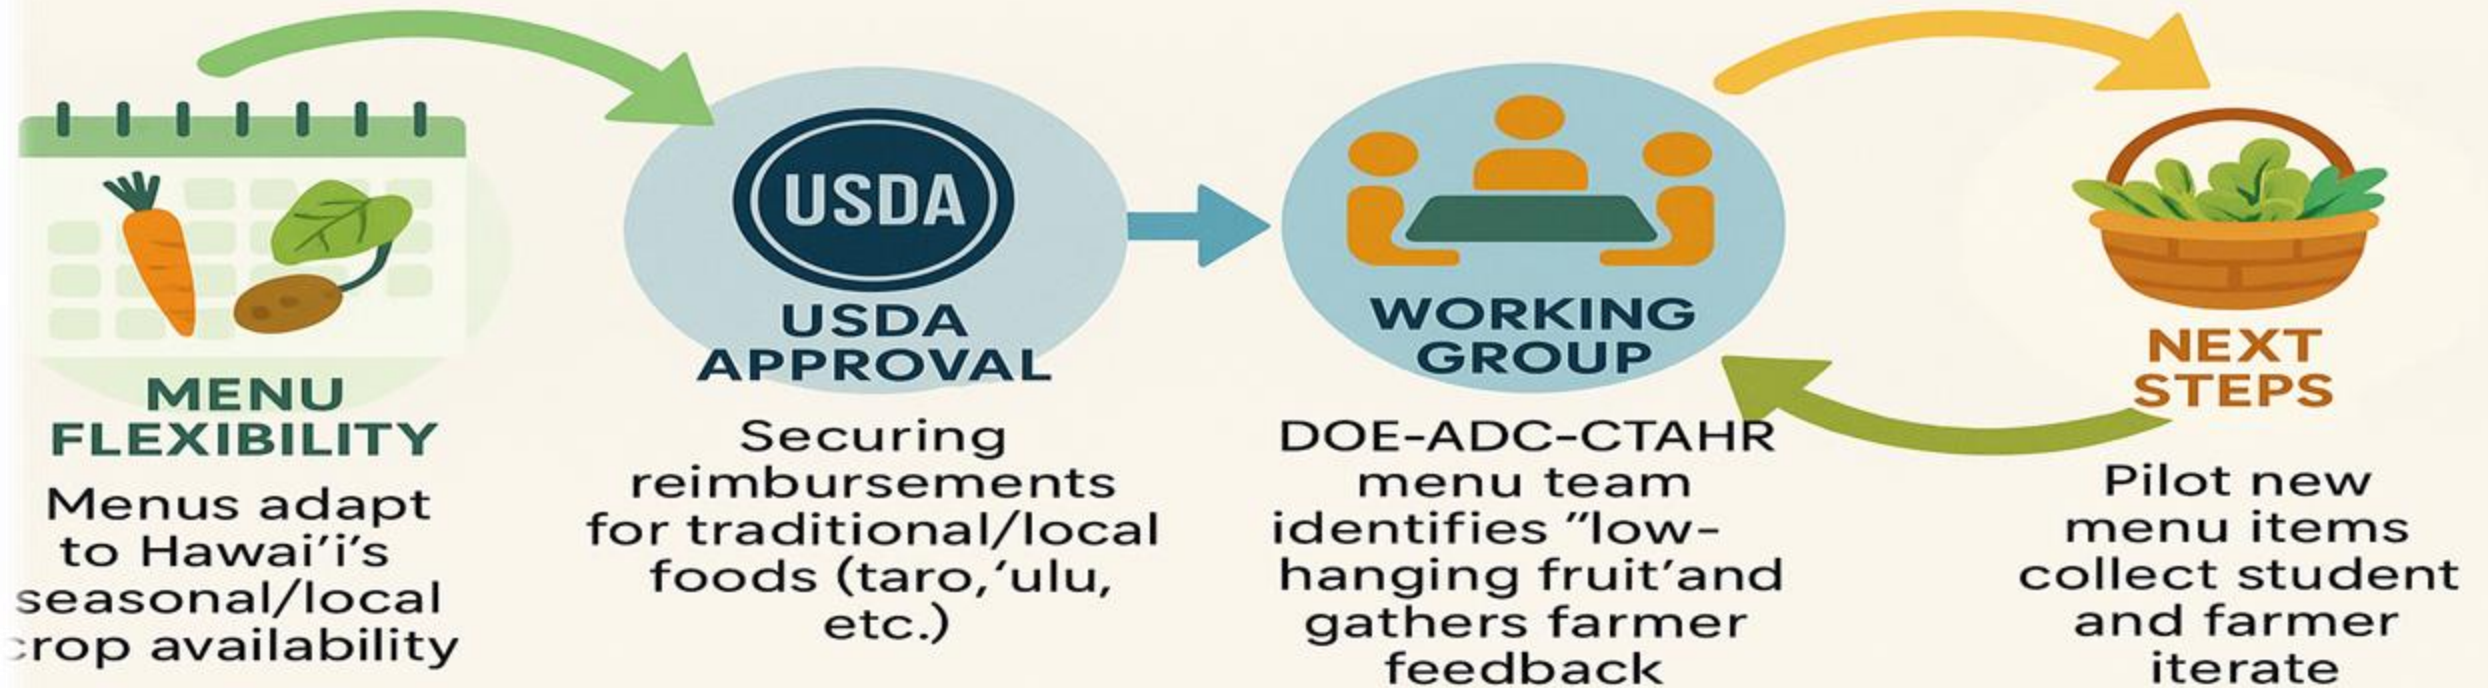 MENU
FLEXIBILITY
Menus adapt
to Hawai’i’s
seasonal/local
crop availability
USDA
USDA
APPROVAL
Securing
reimbursements
for traditional/local
foods (taro,‘ulu,
etc.)
WORKING
GROUP
DOE-ADC-CTAHR
menu team
identifies ”low-
hanging fruit’and
gathers farmer
feedback
NEXT
STEPS
Pilot new
menu items
collect student
and farmer
iterate